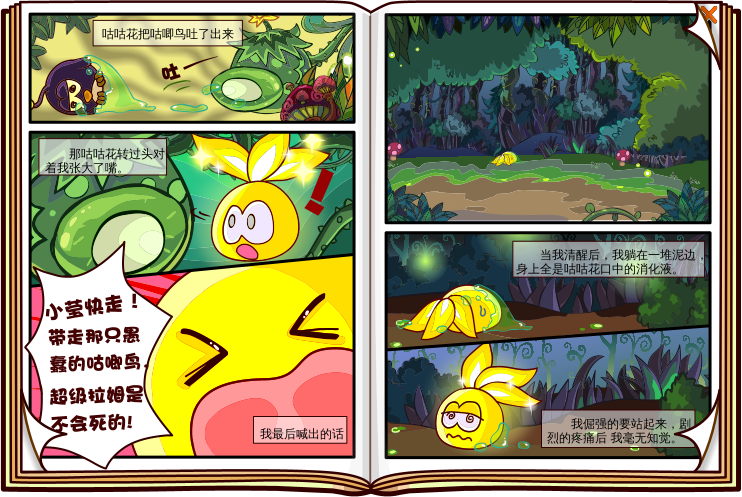 咕咕花把咕唧鸟吐了出来
吐—
那咕咕花转过头对
着我张大了嘴。
!
小莹快走!
带走那只愚
蠢的咕唧鸟,
超级拉姆是
不会死的!
我最后喊出的话
当我清醒后,我躺在一堆泥边,
身上全是咕咕花口中的消化液。
我倔强的要站起来,剧
烈的疼痛后 我毫无知觉。